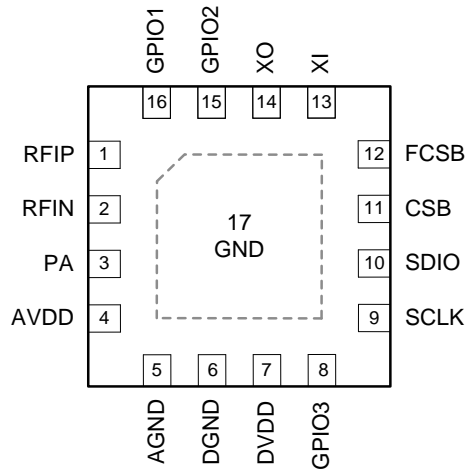 GPIO1
GPIO2
XO
XI
16
15
14
13
RFIP
1
12
FCSB
RFIN
2
11
CSB
17
GND
PA
3
10
SDIO
AVDD
4
9
SCLK
5
6
7
8
AGND
DGND
DVDD
GPIO3